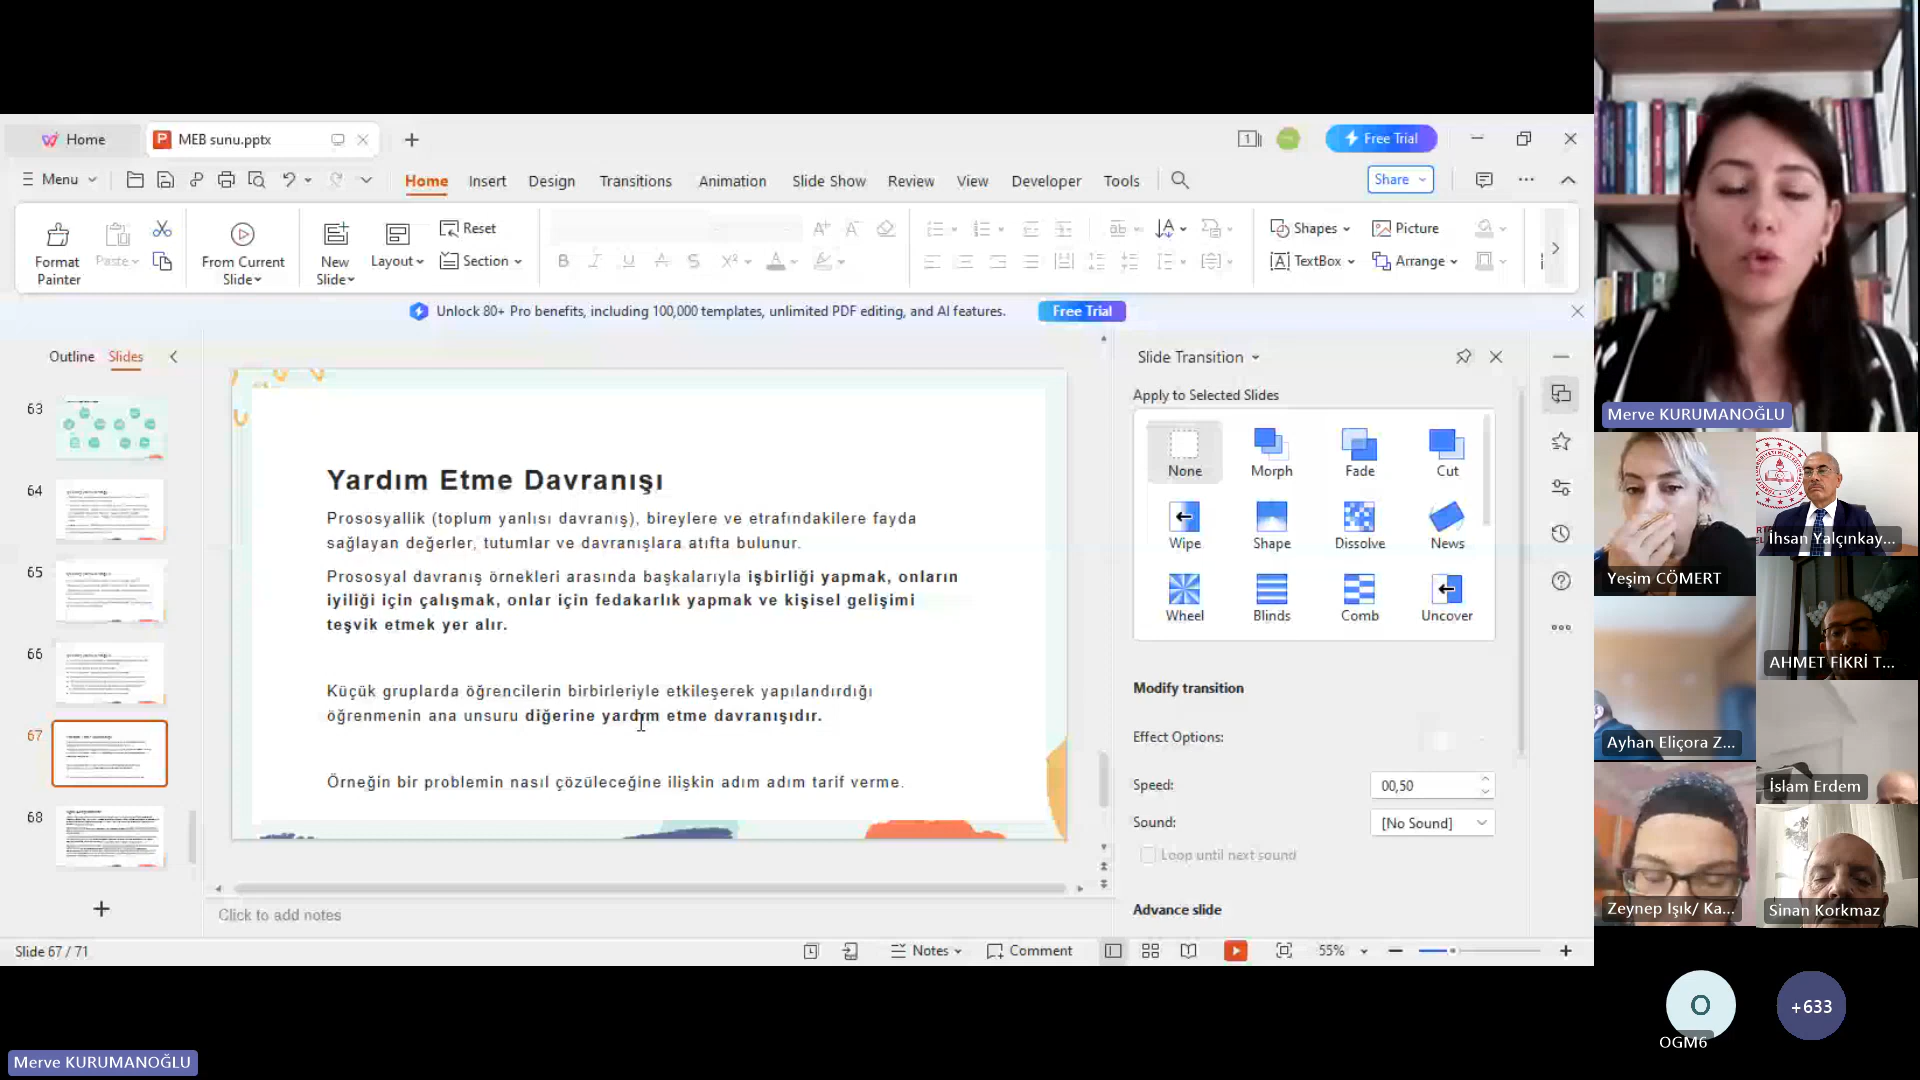 Home
MEB sunu.pptx
1
Free Trial
Menu
Home
Insert
Design
Transitions
Animation
Slide Show
Review
View
Developer
Tools
Share
Format Painter
Paste
From Current Slide
New Slide
Layout
Reset
Section
B I U A S X² A
Shapes
Picture
TextBox
Arrange
Unlock 80+ Pro benefits, including 100,000 templates, unlimited PDF editing, and AI features.
Free Trial
Outline
Slides
63
64
65
66
67
68
Yardım Etme Davranışı
Prososyallik (toplum yanlısı davranış), bireylere ve etrafındakilere fayda
sağlayan değerler, tutumlar ve davranışlara atıfta bulunur.
Prososyal davranış örnekleri arasında başkalarıyla işbirliği yapmak, onların
iyiliği için çalışmak, onlar için fedakarlık yapmak ve kişisel gelişimi
teşvik etmek yer alır.
Küçük gruplarda öğrencilerin birbirleriyle etkileşerek yapılandırdığı
öğrenmenin ana unsuru diğerine yardım etme davranışıdır.
Örneğin bir problemin nasıl çözüleceğine ilişkin adım adım tarif verme.
Click to add notes
Slide Transition
Apply to Selected Slides
None
Morph
Fade
Cut
Wipe
Shape
Dissolve
News
Wheel
Blinds
Comb
Uncover
Modify transition
Effect Options:
Speed:
00,50
Sound:
[No Sound]
Loop until next sound
Advance slide
Slide 67 / 71
Notes
Comment
55%
Merve KURUMANOĞLU
Yeşim CÖMERT
İhsan Yalçınkay...
AHMET FİKRİ T...
Ayhan Eliçora Z...
İslam Erdem
Zeynep Işık/ Ka...
Sinan Korkmaz
O
OGM6
+633
Merve KURUMANOĞLU